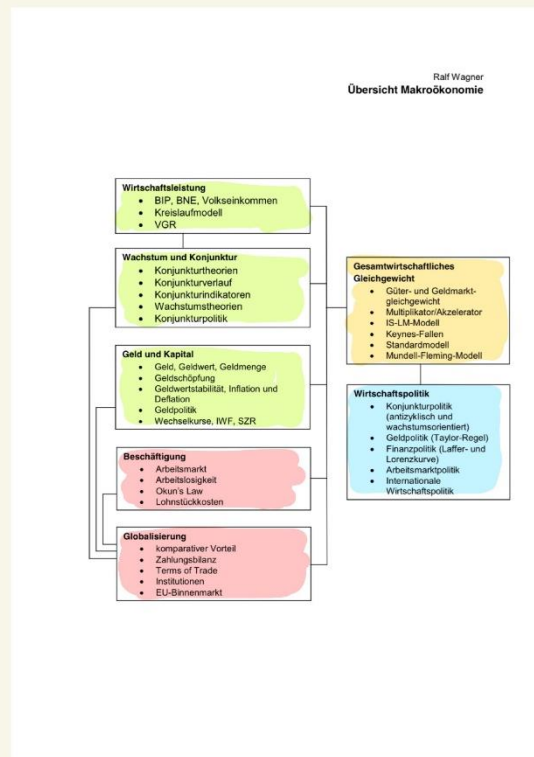 Ralf Wagner
Übersicht Makroökonomie
Wirtschaftsleistung
• BIP, BNE, Volkseinkommen
• Kreislaufmodell
• VGR
Wachstum und Konjunktur
• Konjunkturtheorien
• Konjunkturverlauf
• Konjunkturindikatoren
• Wachstumstheorien
• Konjunkturpolitik
Geld und Kapital
• Geld, Geldwert, Geldmenge
• Geldschöpfung
• Geldwertstabilität, Inflation und
Deflation
• Geldpolitik
• Wechselkurse, IWF, SZR
Beschäftigung
• Arbeitsmarkt
• Arbeitslosigkeit
• Okun's Law
• Lohnstückkosten
Globalisierung
• komparativer Vorteil
• Zahlungsbilanz
• Terms of Trade
• Institutionen
• EU-Binnenmarkt
Gesamtwirtschaftliches
Gleichgewicht
• Güter- und Geldmarkt-
gleichgewicht
• Multiplikator/Akzelerator
• IS-LM-Modell
• Keynes-Fallen
• Standardmodell
• Mundell-Fleming-Modell
Wirtschaftspolitik
• Konjunkturpolitik
(antizyklisch und
wachstumsorientiert)
• Geldpolitik (Taylor-Regel)
• Finanzpolitik (Laffer- und
Lorenzkurve)
• Arbeitsmarktpolitik
• Internationale
Wirtschaftspolitik